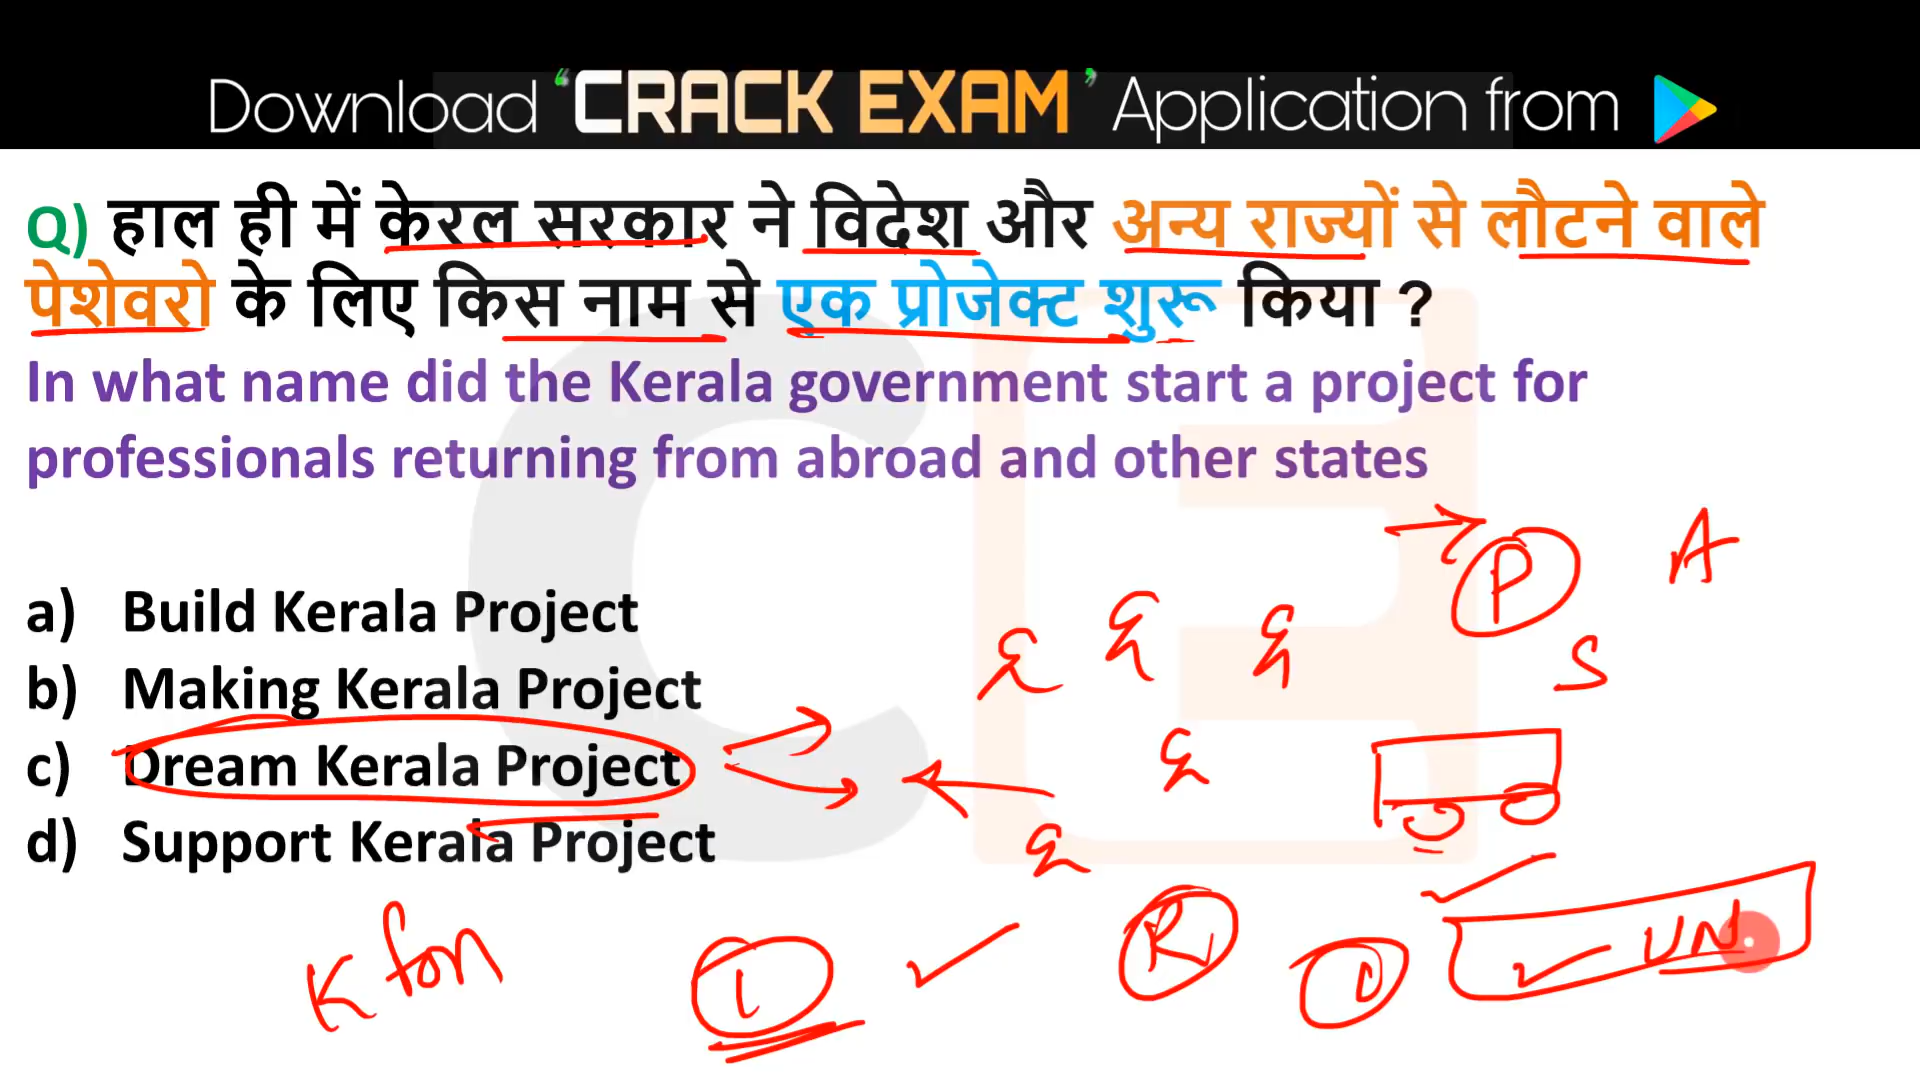 Download "CRACK EXAM" Application from
Q) हाल ही में केरल सरकार ने विदेश और अन्य राज्यों से लौटने वाले
पेशेवरो के लिए किस नाम से एक प्रोजेक्ट शुरू किया ?
In what name did the Kerala government start a project for
professionals returning from abroad and other states
a) Build Kerala Project
b) Making Kerala Project
c) Dream Kerala Project
d) Support Kerala Project
P A
S
K fon
UN